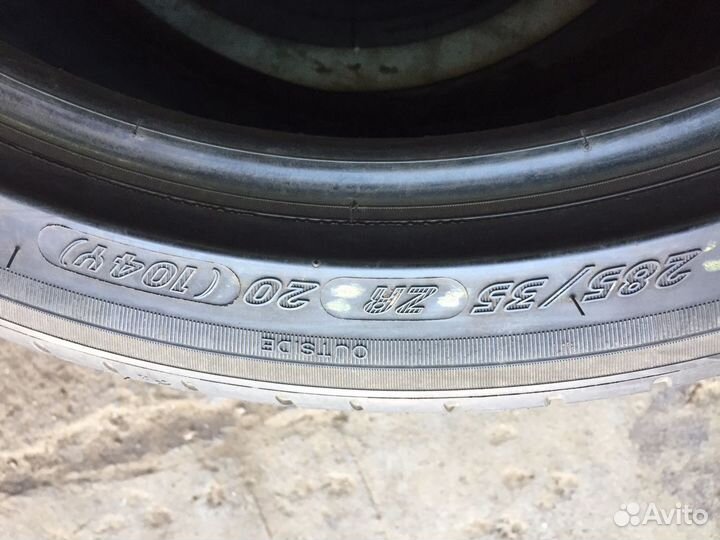 285/35 ZR 20 (104Y)
OUTSIDE
Avito